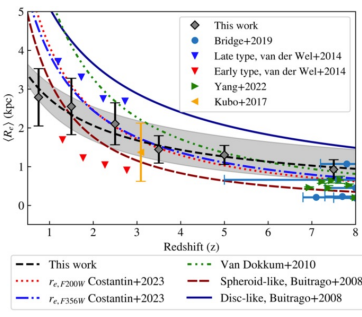 5
4
3
2
1
0
⟨Rₑ⟩ (kpc)
This work
Bridge+2019
Late type, van der Wel+2014
Early type, van der Wel+2014
Yang+2022
Kubo+2017
1 2 3 4 5 6 7 8
Redshift (z)
This work
r_{e,F200W} Costantin+2023
r_{e,F356W} Costantin+2023
Van Dokkum+2010
Spheroid-like, Buitrago+2008
Disc-like, Buitrago+2008